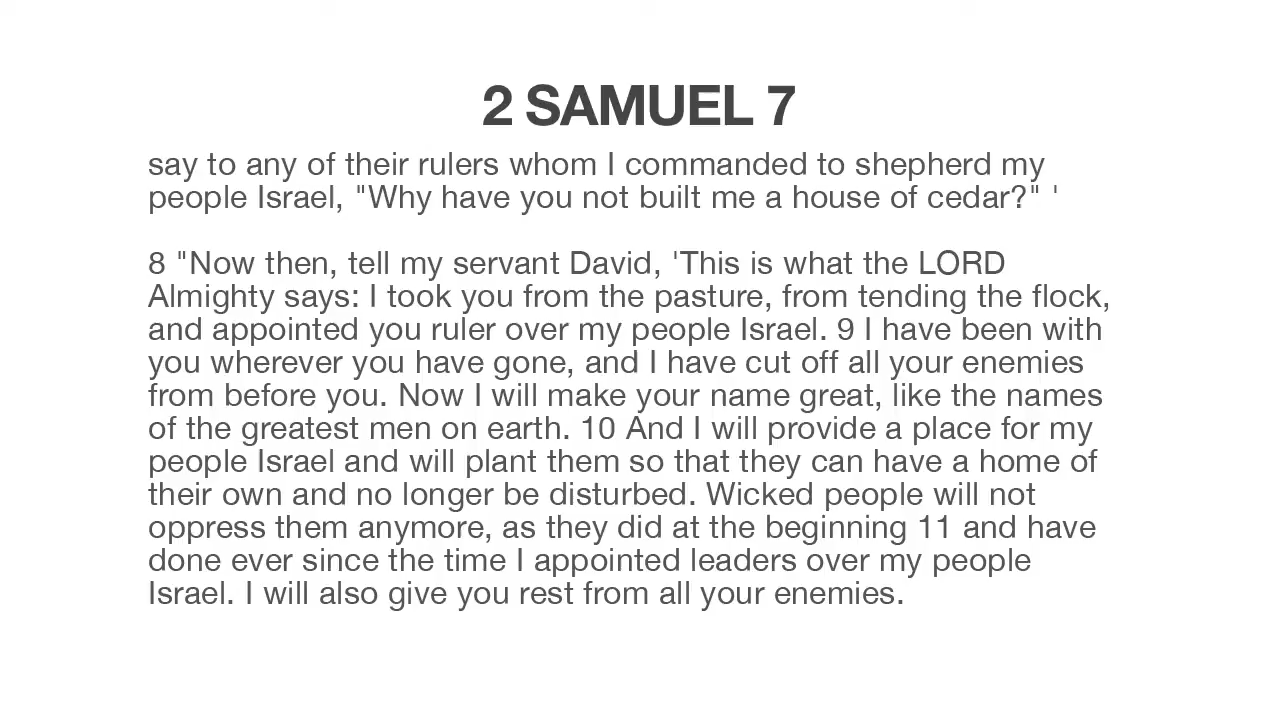 2 SAMUEL 7
say to any of their rulers whom I commanded to shepherd my
people Israel, "Why have you not built me a house of cedar?" '
8 "Now then, tell my servant David, 'This is what the LORD
Almighty says: I took you from the pasture, from tending the flock,
and appointed you ruler over my people Israel. 9 I have been with
you wherever you have gone, and I have cut off all your enemies
from before you. Now I will make your name great, like the names
of the greatest men on earth. 10 And I will provide a place for my
people Israel and will plant them so that they can have a home of
their own and no longer be disturbed. Wicked people will not
oppress them anymore, as they did at the beginning 11 and have
done ever since the time I appointed leaders over my people
Israel. I will also give you rest from all your enemies.